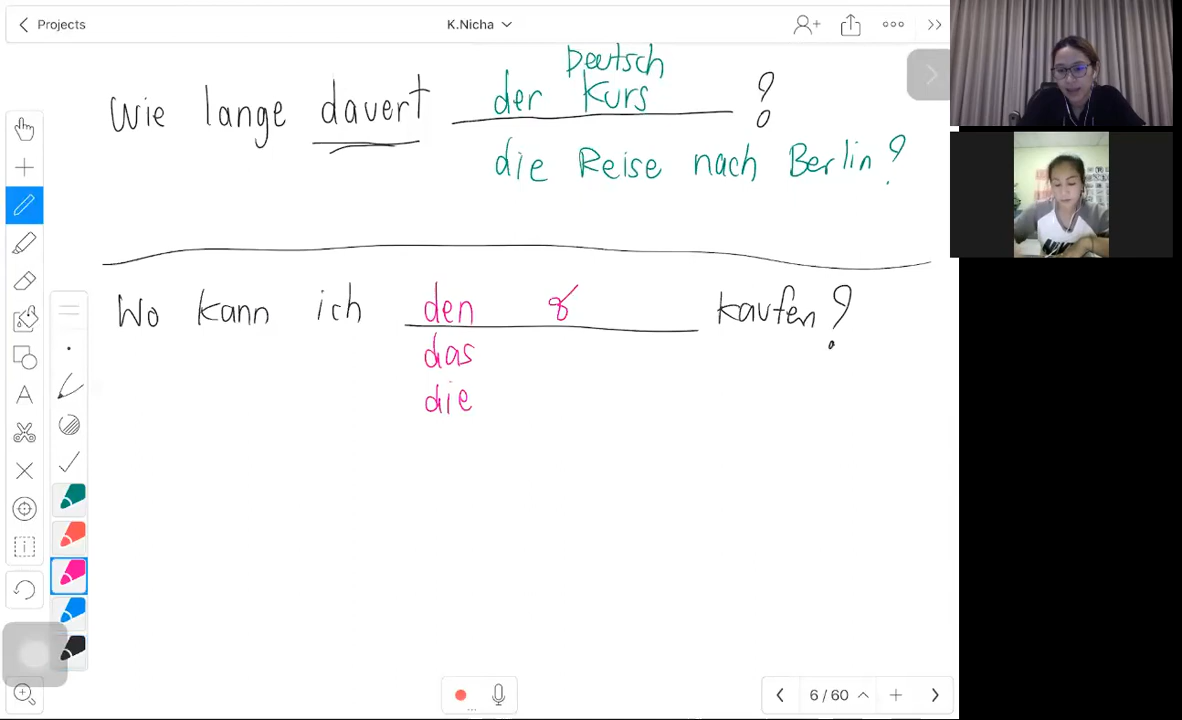 Projects
K.Nicha
Deutsch
Wie lange dauert der Kurs ?
die Reise nach Berlin?
Wo kann ich den kaufen?
das
die
A
6 / 60